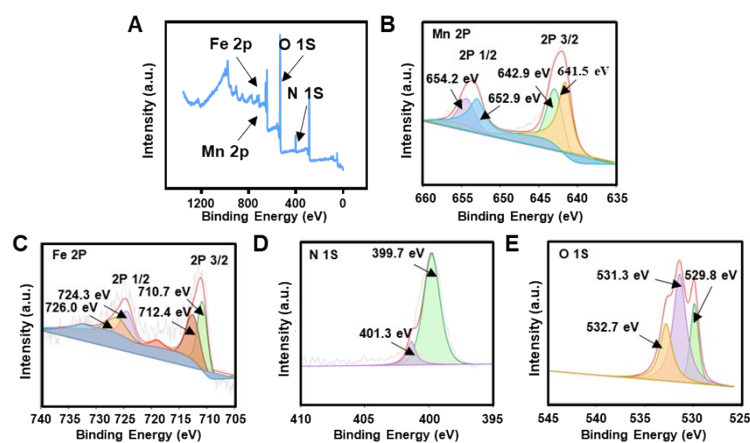 A
Fe 2p
O 1S
N 1S
Mn 2p
Intensity (a.u.)
1200 800 400 0
Binding Energy (eV)
B
Mn 2P
2P 3/2
2P 1/2
654.2 eV
642.9 eV
641.5 eV
652.9 eV
Intensity (a.u.)
660 655 650 645 640 635
Binding Energy (eV)
C
Fe 2P
2P 3/2
2P 1/2
724.3 eV
710.7 eV
726.0 eV
712.4 eV
Intensity (a.u.)
740 730 720 710 705
Binding Energy (eV)
D
N 1S
399.7 eV
401.3 eV
Intensity (a.u.)
410 405 400 395
Binding Energy (eV)
E
O 1S
531.3 eV
529.8 eV
532.7 eV
Intensity (a.u.)
545 535 530 525
Binding Energy (eV)